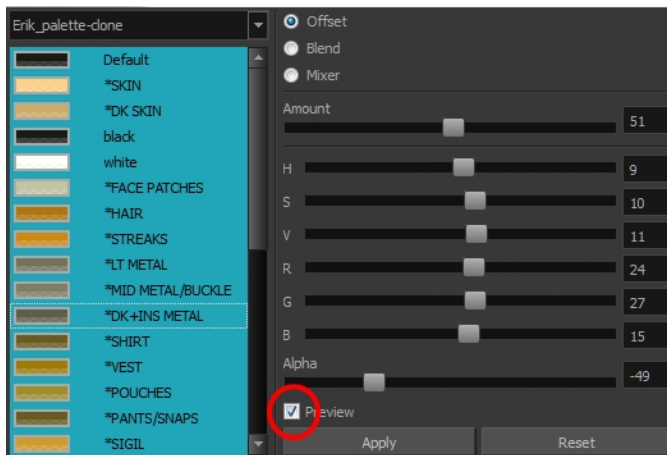 Erik_palette-clone
Default
*SKIN
*DK SKIN
black
white
*FACE PATCHES
*HAIR
*STREAKS
*LT METAL
*MID METAL/BUCKLE
*DK+INS METAL
*SHIRT
*VEST
*POUCHES
*PANTS/SNAPS
*SIGIL
Offset
Blend
Mixer
Amount
51
H 9
S 10
V 11
R 24
G 27
B 15
Alpha
-49
Preview
Apply Reset